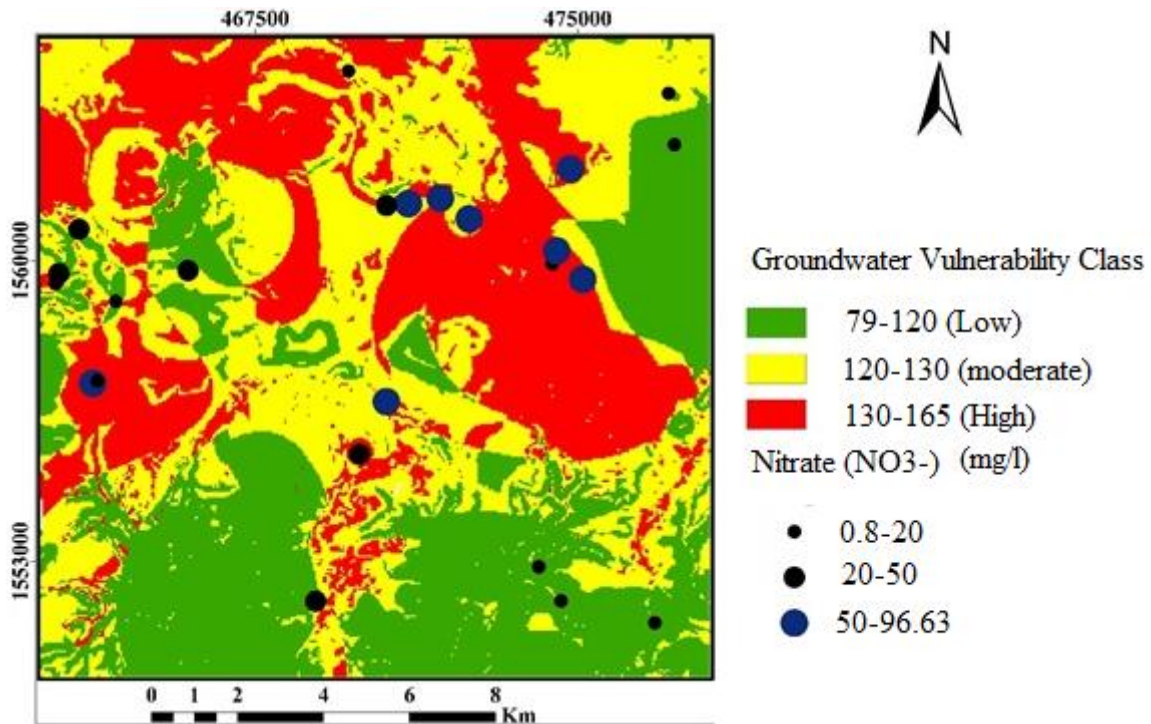 467500 475000
N
1560000
1553000
Groundwater Vulnerability Class
79-120 (Low)
120-130 (moderate)
130-165 (High)
Nitrate (NO3-) (mg/l)
0.8-20
20-50
50-96.63
0 1 2 4 6 8
Km